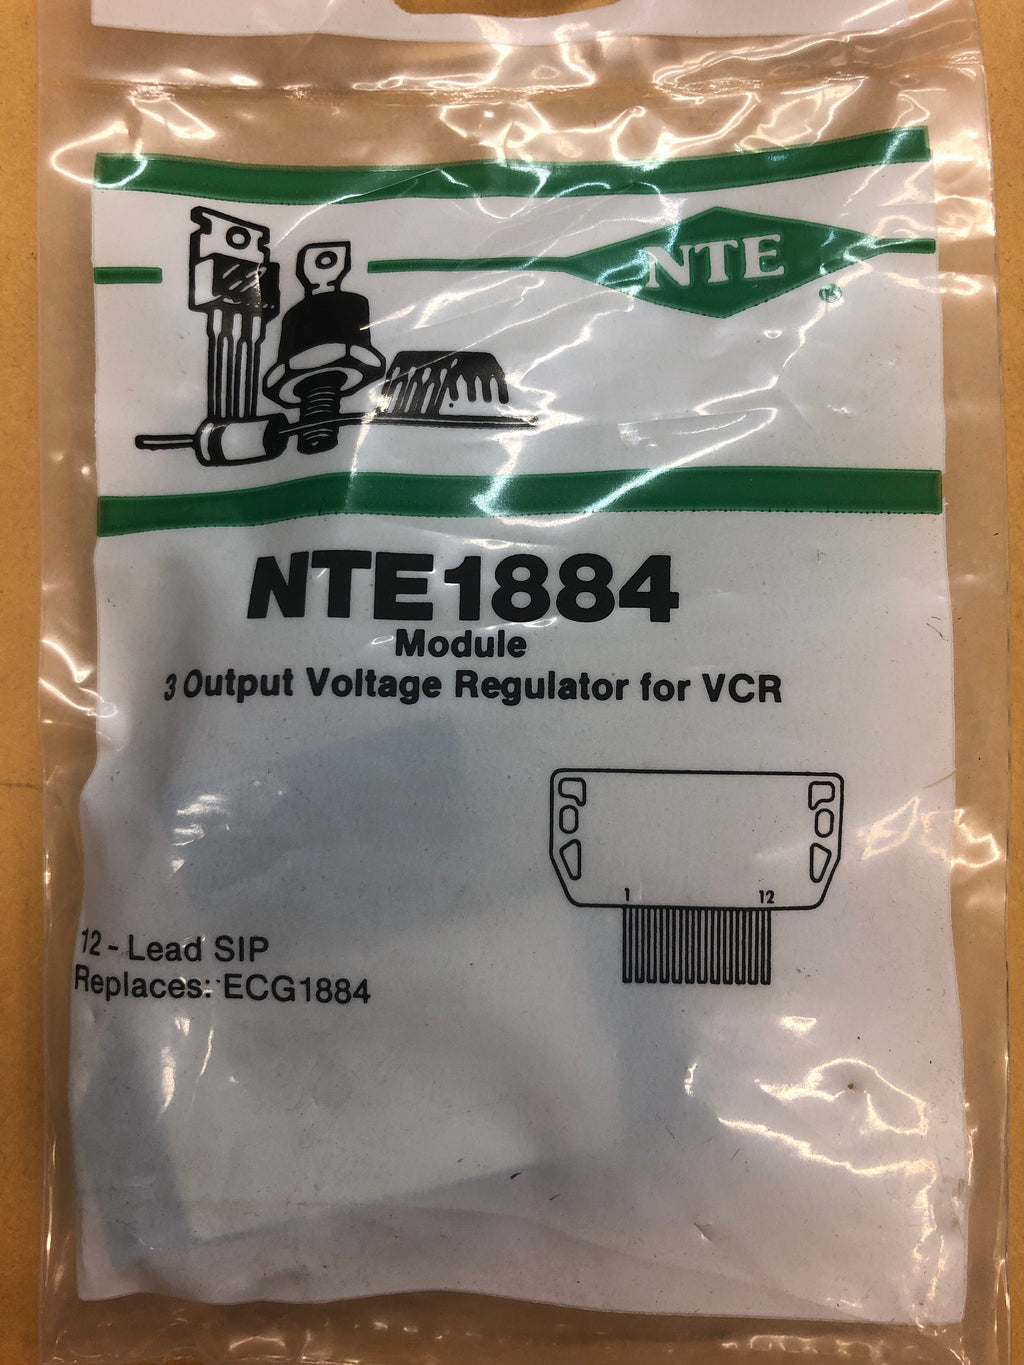 NTE
®
NTE1884
Module
3 Output Voltage Regulator for VCR
1 12
12 - Lead SIP
Replaces: ECG1884